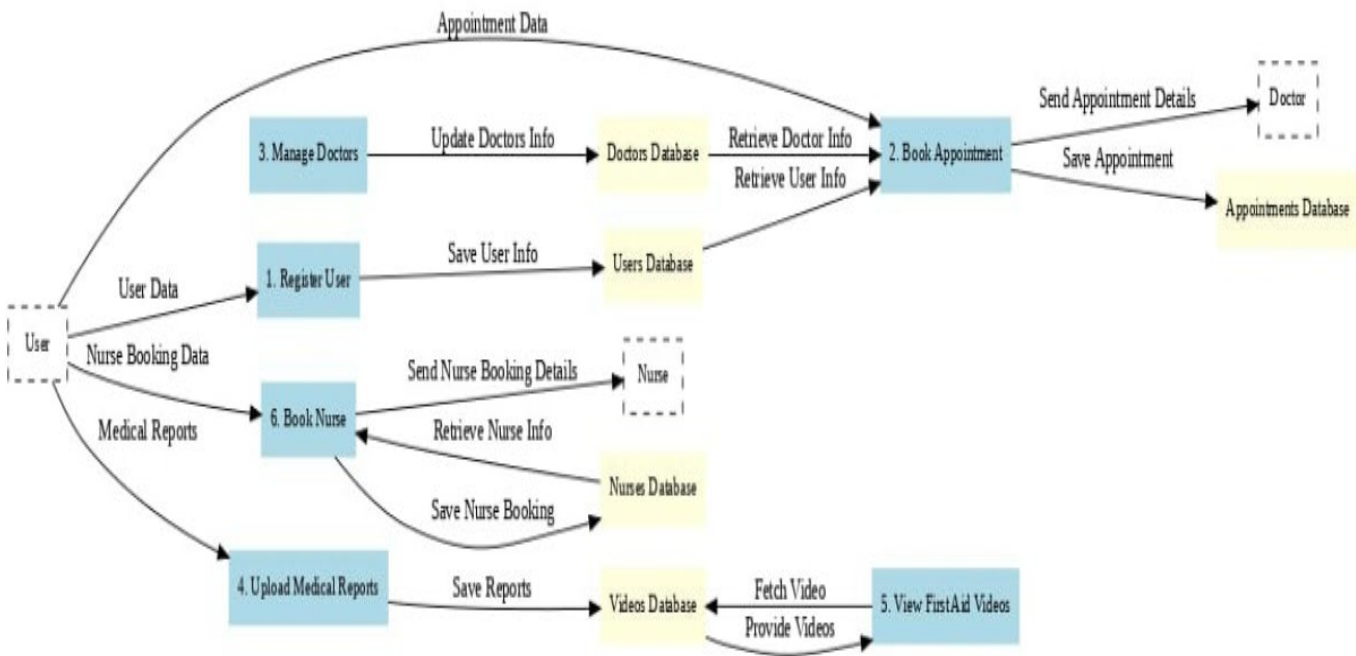 Appointment Data
Send Appointment Details
Doctor
3. Manage Doctors
Update Doctors Info
Doctors Database
Retrieve Doctor Info
2. Book Appointment
Save Appointment
Retrieve User Info
Appointments Database
Save User Info
Users Database
1. Register User
User Data
User
Nurse Booking Data
Send Nurse Booking Details
Nurse
6. Book Nurse
Medical Reports
Retrieve Nurse Info
Nurses Database
Save Nurse Booking
4. Upload Medical Reports
Save Reports
Videos Database
Fetch Video
5. View First Aid Videos
Provide Videos